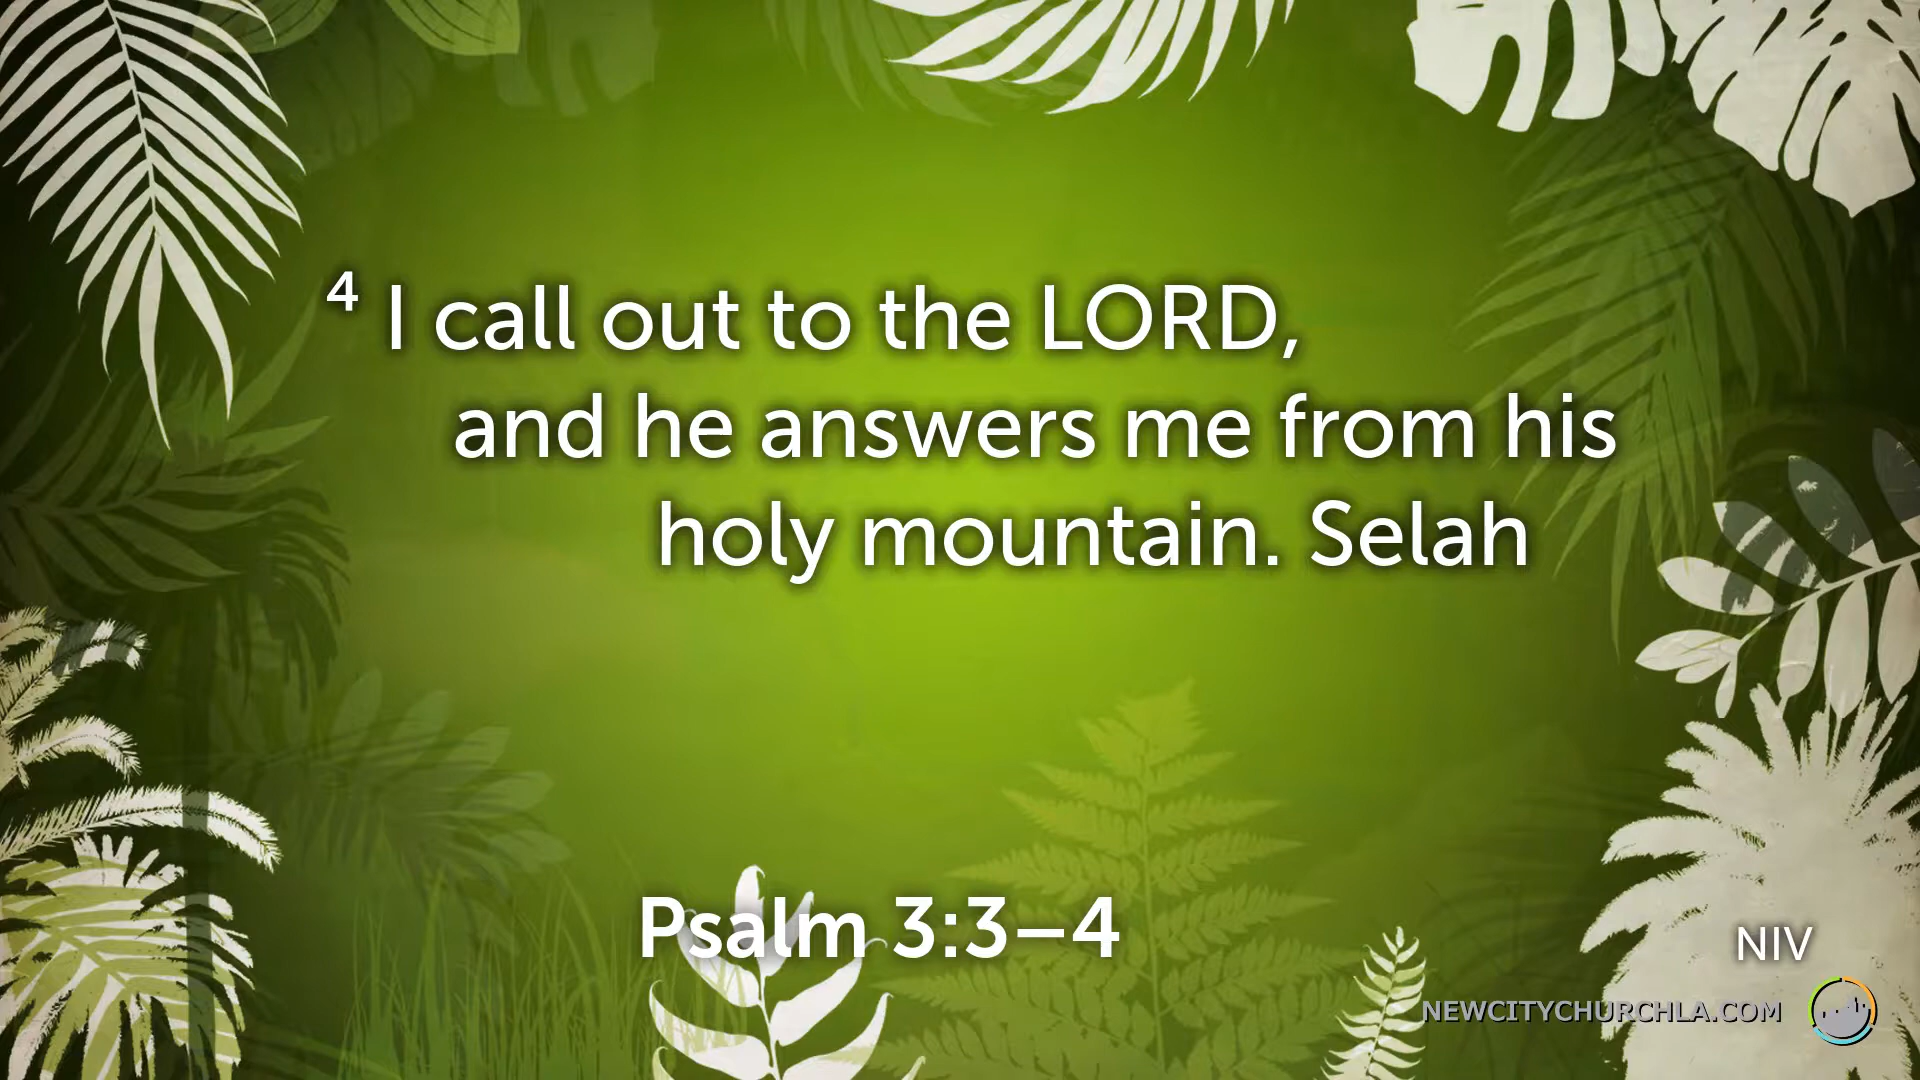 4 I call out to the LORD,
and he answers me from his
holy mountain. Selah
Psalm 3:3–4
NIV
NEWCITYCHURCHLA.COM